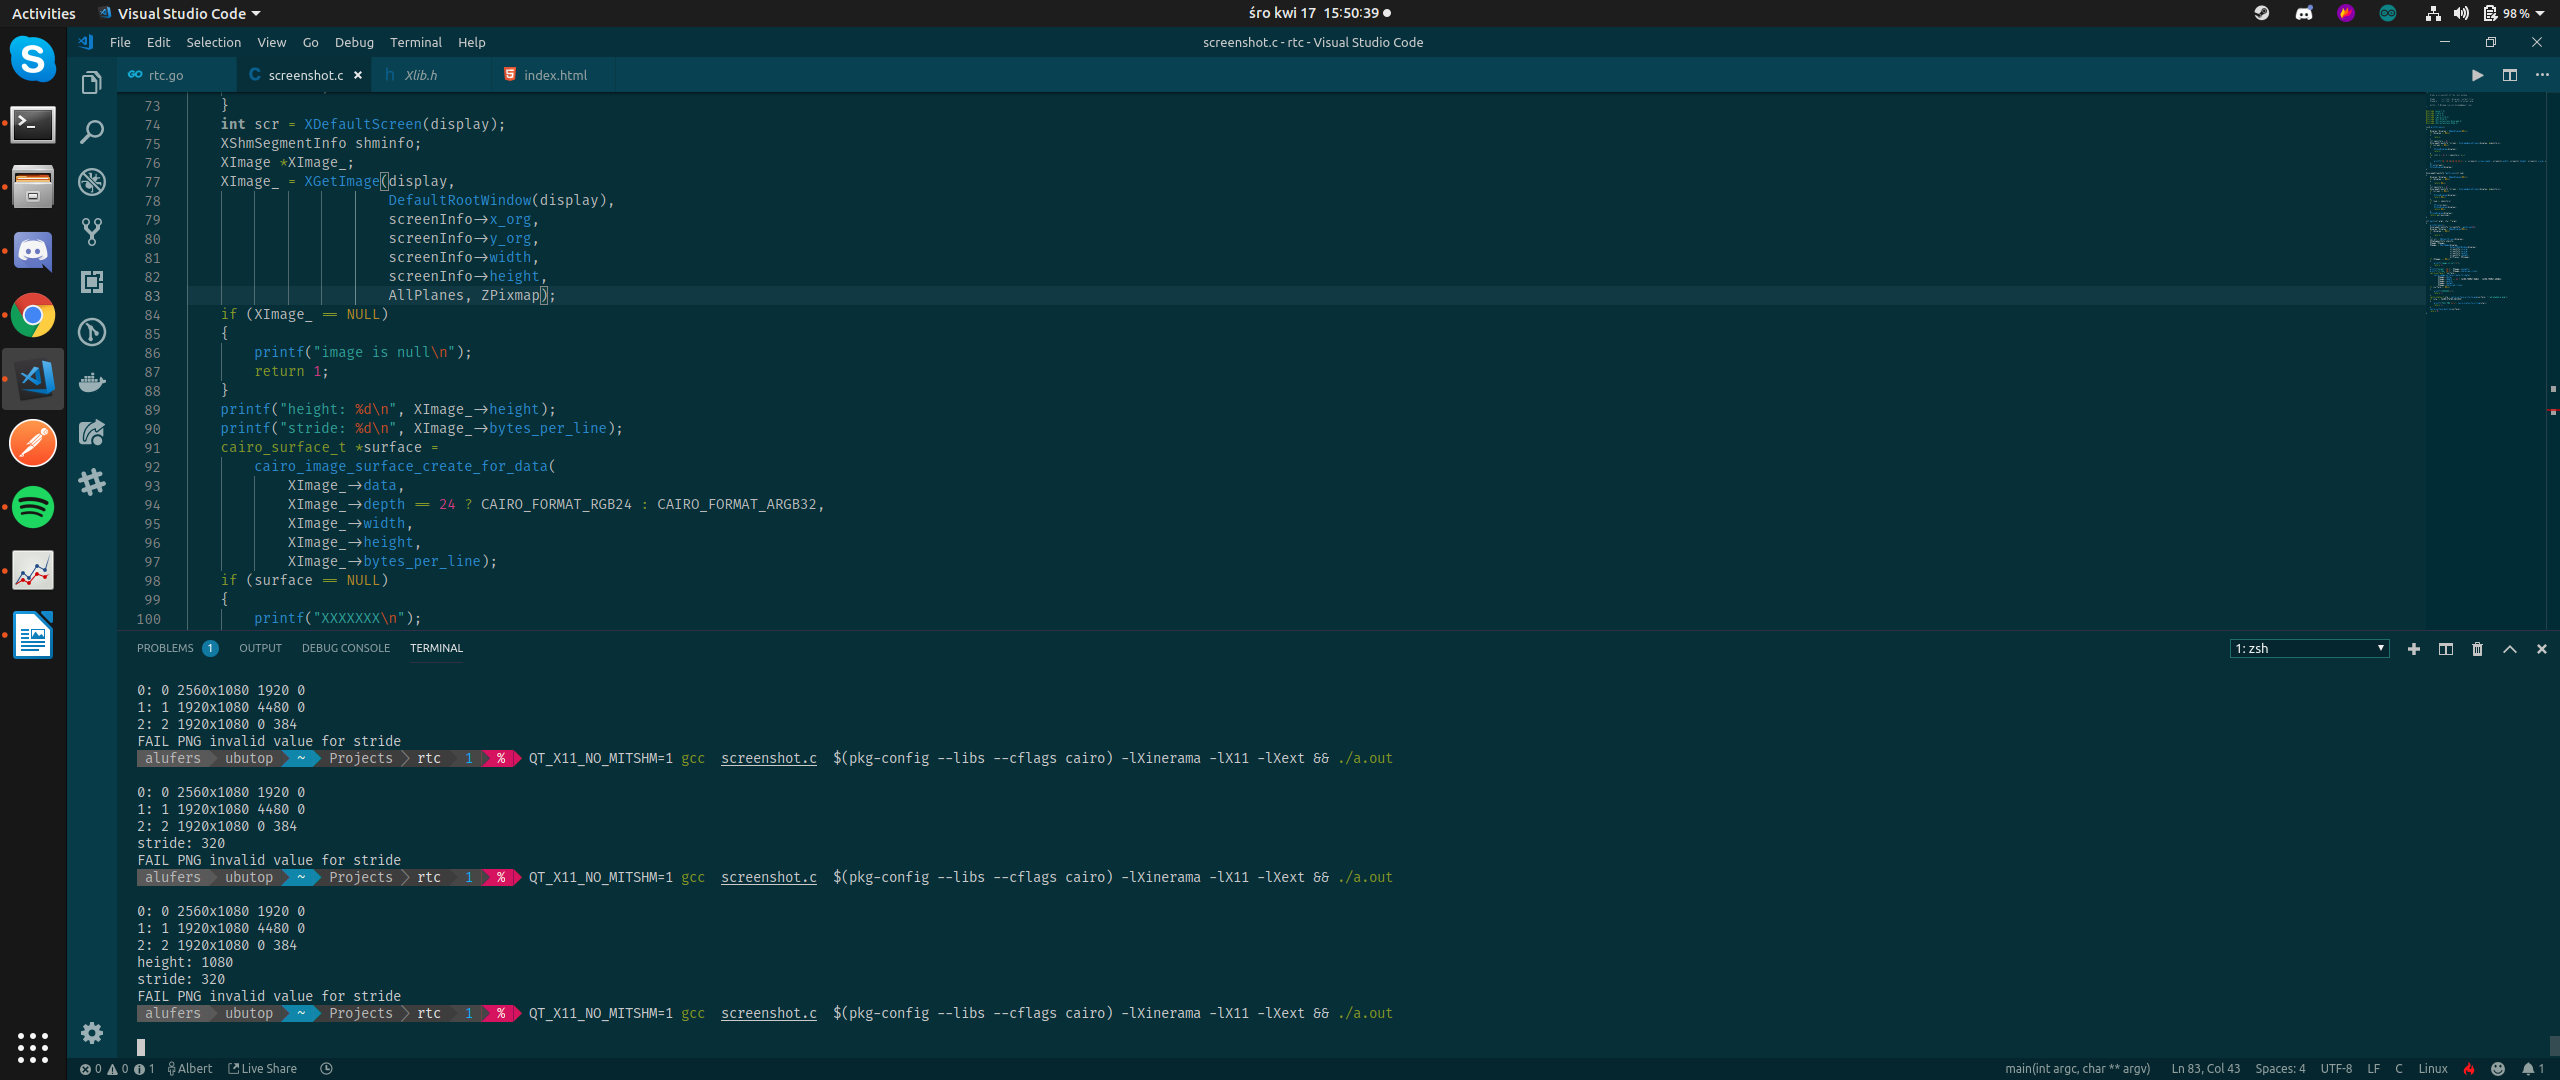 Activities
Visual Studio Code
śro kwi 17 15:50:39
98 %
File Edit Selection View Go Debug Terminal Help
screenshot.c - rtc - Visual Studio Code
rtc.go
screenshot.c
Xlib.h
index.html
73 }
74 int scr = XDefaultScreen(display);
75 XShmSegmentInfo shminfo;
76 XImage *XImage_;
77 XImage_ = XGetImage(display,
78 DefaultRootWindow(display),
79 screenInfo->x_org,
80 screenInfo->y_org,
81 screenInfo->width,
82 screenInfo->height,
83 AllPlanes, ZPixmap);
84 if (XImage_ == NULL)
85 {
86 printf("image is null\n");
87 return 1;
88 }
89 printf("height: %d\n", XImage_->height);
90 printf("stride: %d\n", XImage_->bytes_per_line);
91 cairo_surface_t *surface =
92 cairo_image_surface_create_for_data(
93 XImage_->data,
94 XImage_->depth == 24 ? CAIRO_FORMAT_RGB24 : CAIRO_FORMAT_ARGB32,
95 XImage_->width,
96 XImage_->height,
97 XImage_->bytes_per_line);
98 if (surface == NULL)
99 {
100 printf("XXXXXXX\n");
PROBLEMS 1 OUTPUT DEBUG CONSOLE TERMINAL
1: zsh
0: 0 2560x1080 1920 0
1: 1 1920x1080 4480 0
2: 2 1920x1080 0 384
FAIL PNG invalid value for stride
alufers ubutop ~ Projects rtc 1 % QT_X11_NO_MITSHM=1 gcc screenshot.c $(pkg-config --libs --cflags cairo) -lXinerama -lX11 -lXext && ./a.out
0: 0 2560x1080 1920 0
1: 1 1920x1080 4480 0
2: 2 1920x1080 0 384
stride: 320
FAIL PNG invalid value for stride
alufers ubutop ~ Projects rtc 1 % QT_X11_NO_MITSHM=1 gcc screenshot.c $(pkg-config --libs --cflags cairo) -lXinerama -lX11 -lXext && ./a.out
0: 0 2560x1080 1920 0
1: 1 1920x1080 4480 0
2: 2 1920x1080 0 384
height: 1080
stride: 320
FAIL PNG invalid value for stride
alufers ubutop ~ Projects rtc 1 % QT_X11_NO_MITSHM=1 gcc screenshot.c $(pkg-config --libs --cflags cairo) -lXinerama -lX11 -lXext && ./a.out
0 0 1 Albert Live Share
main(int argc, char ** argv) Ln 83, Col 43 Spaces: 4 UTF-8 LF C Linux 1